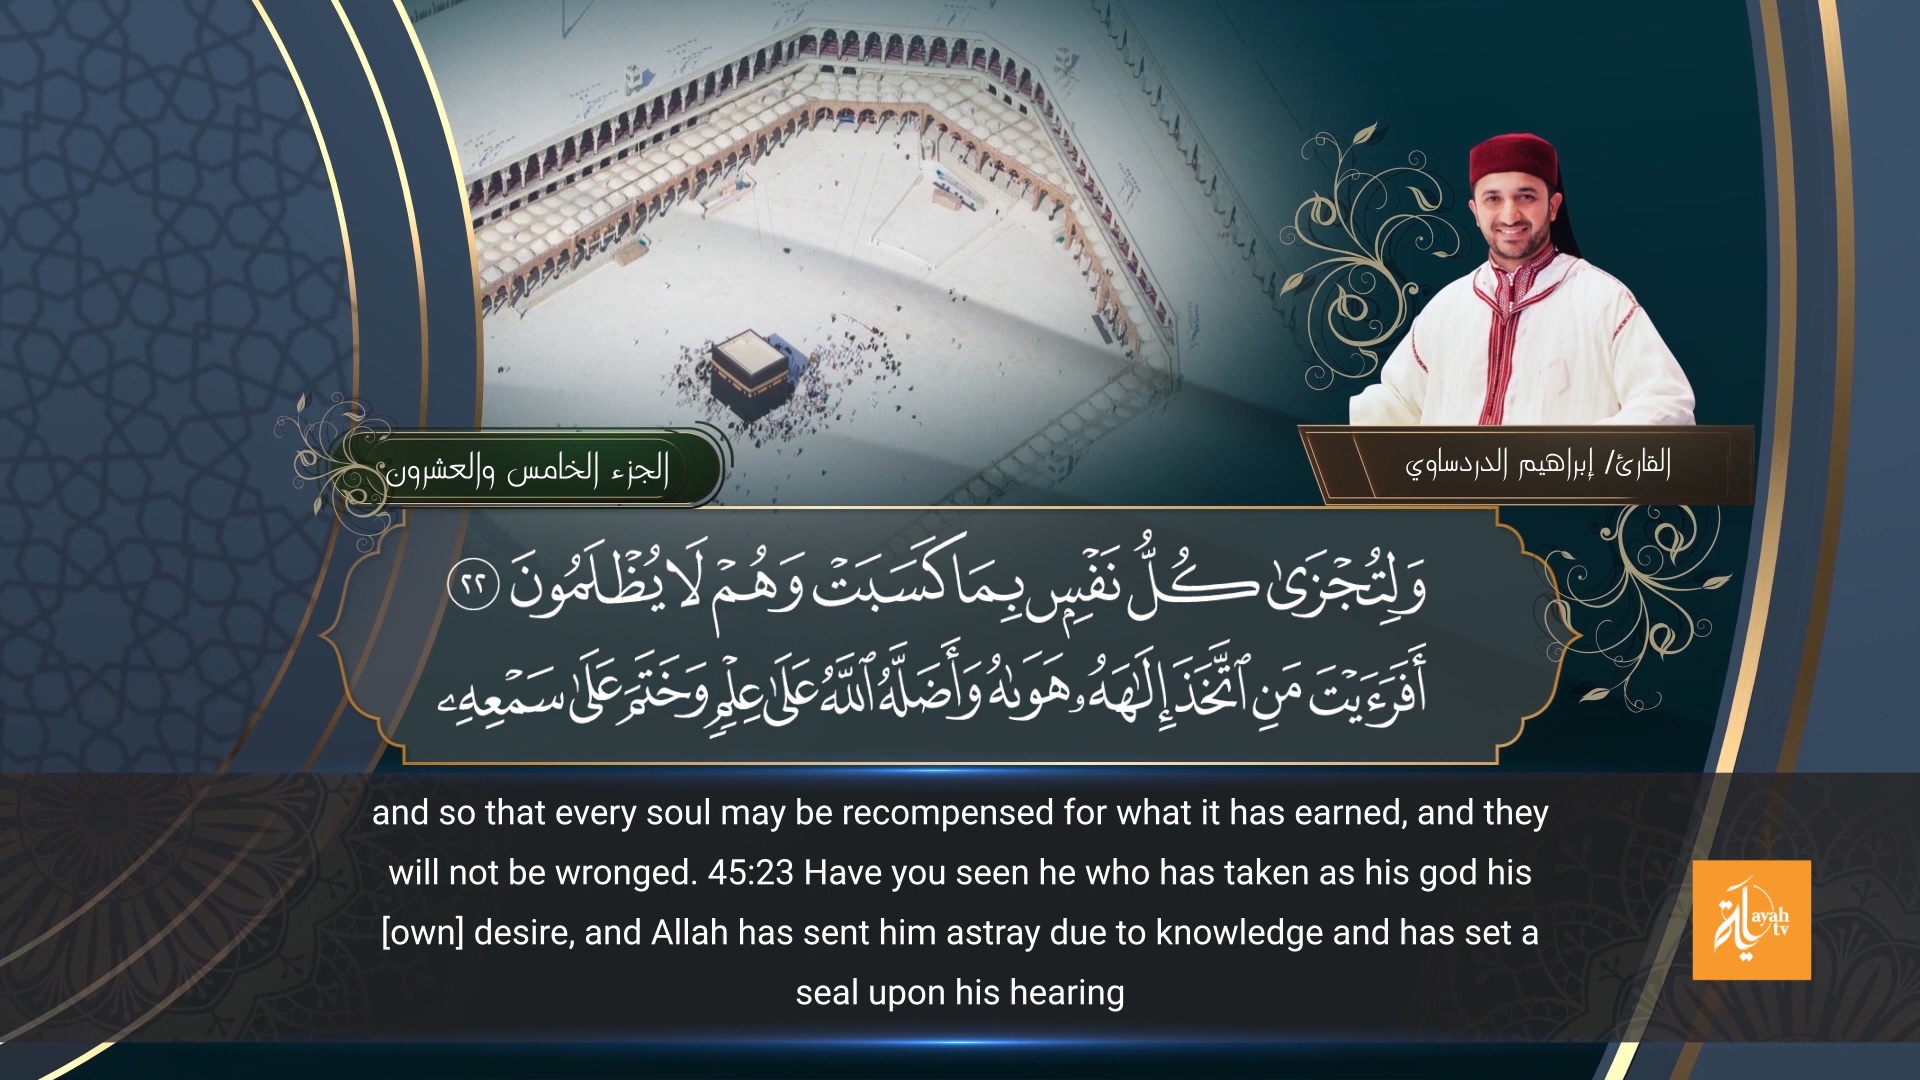 الجزء الخامس والعشرون
القارئ/ إبراهيم الدردساوي
وَلِتُجْزَىٰ كُلُّ نَفْسٍۭ بِمَا كَسَبَتْ وَهُمْ لَا يُظْلَمُونَ ٢٢
أَفَرَءَيْتَ مَنِ ٱتَّخَذَ إِلَٰهَهُۥ هَوَىٰهُ وَأَضَلَّهُ ٱللَّهُ عَلَىٰ عِلْمٍ وَخَتَمَ عَلَىٰ سَمْعِهِۦ
and so that every soul may be recompensed for what it has earned, and they
will not be wronged. 45:23 Have you seen he who has taken as his god his
[own] desire, and Allah has sent him astray due to knowledge and has set a
seal upon his hearing
آية
ayah
tv